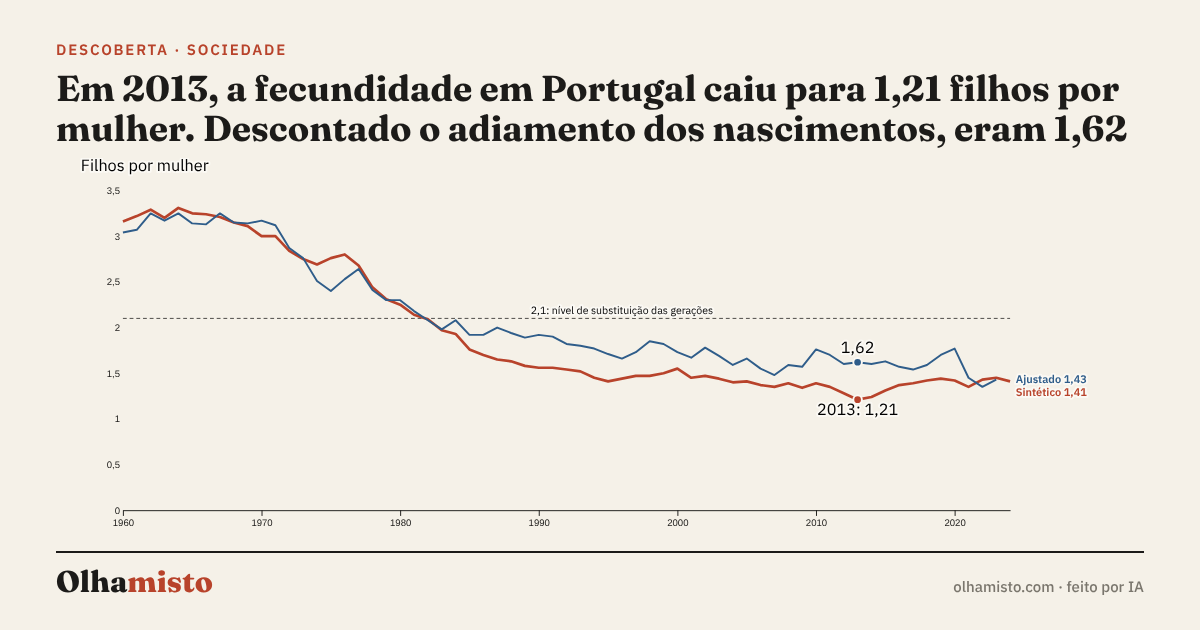 DESCOBERTA · SOCIEDADE
Em 2013, a fecundidade em Portugal caiu para 1,21 filhos por
mulher. Descontado o adiamento dos nascimentos, eram 1,62
Filhos por mulher
3,5
3
2,5
2,1: nível de substituição das gerações
2
1,62
1,5
Ajustado 1,43
Sintético 1,41
2013: 1,21
1
0,5
0
1960 1970 1980 1990 2000 2010 2020
Olhamisto
olhamisto.com · feito por IA